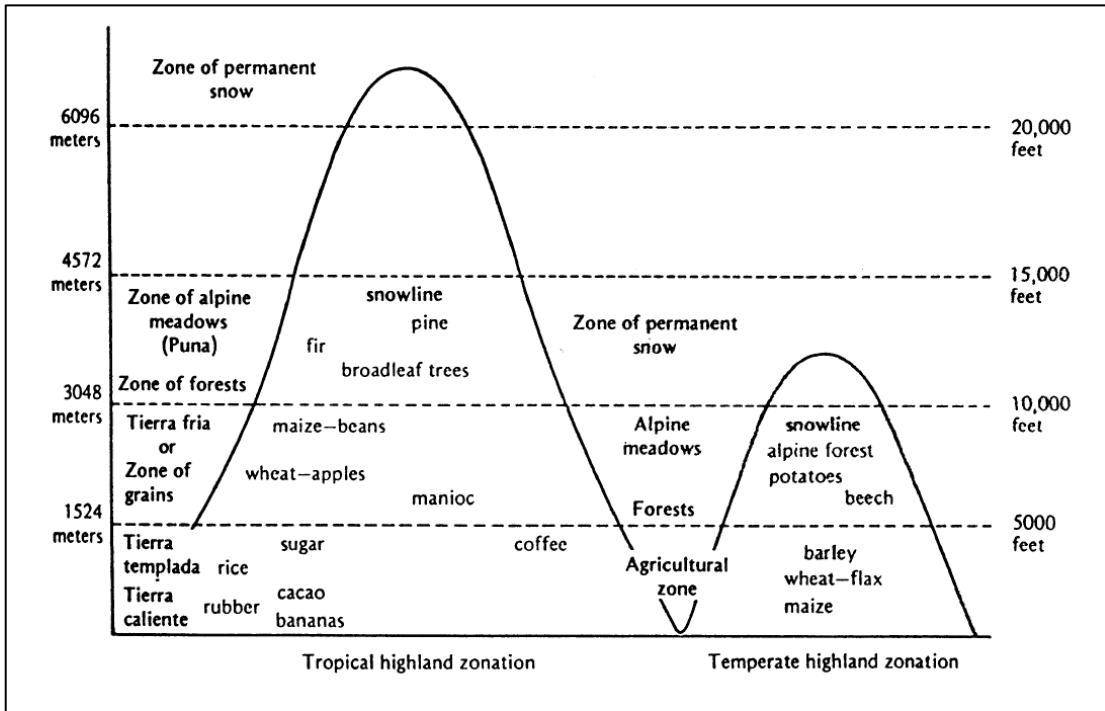 Zone of permanent
snow
6096
meters
20,000
feet
4572
meters
15,000
feet
Zone of alpine
meadows
(Puna)
snowline
pine
fir
broadleaf trees
Zone of permanent
snow
Zone of forests
3048
meters
10,000
feet
Tierra fria
or
Zone of
grains
maize–beans
wheat–apples
manioc
Alpine
meadows
Forests
snowline
alpine forest
potatoes
beech
1524
meters
5000
feet
Tierra
templada
rice
sugar
coffee
Tierra
caliente
rubber
cacao
bananas
Agricultural
zone
barley
wheat–flax
maize
Tropical highland zonation
Temperate highland zonation